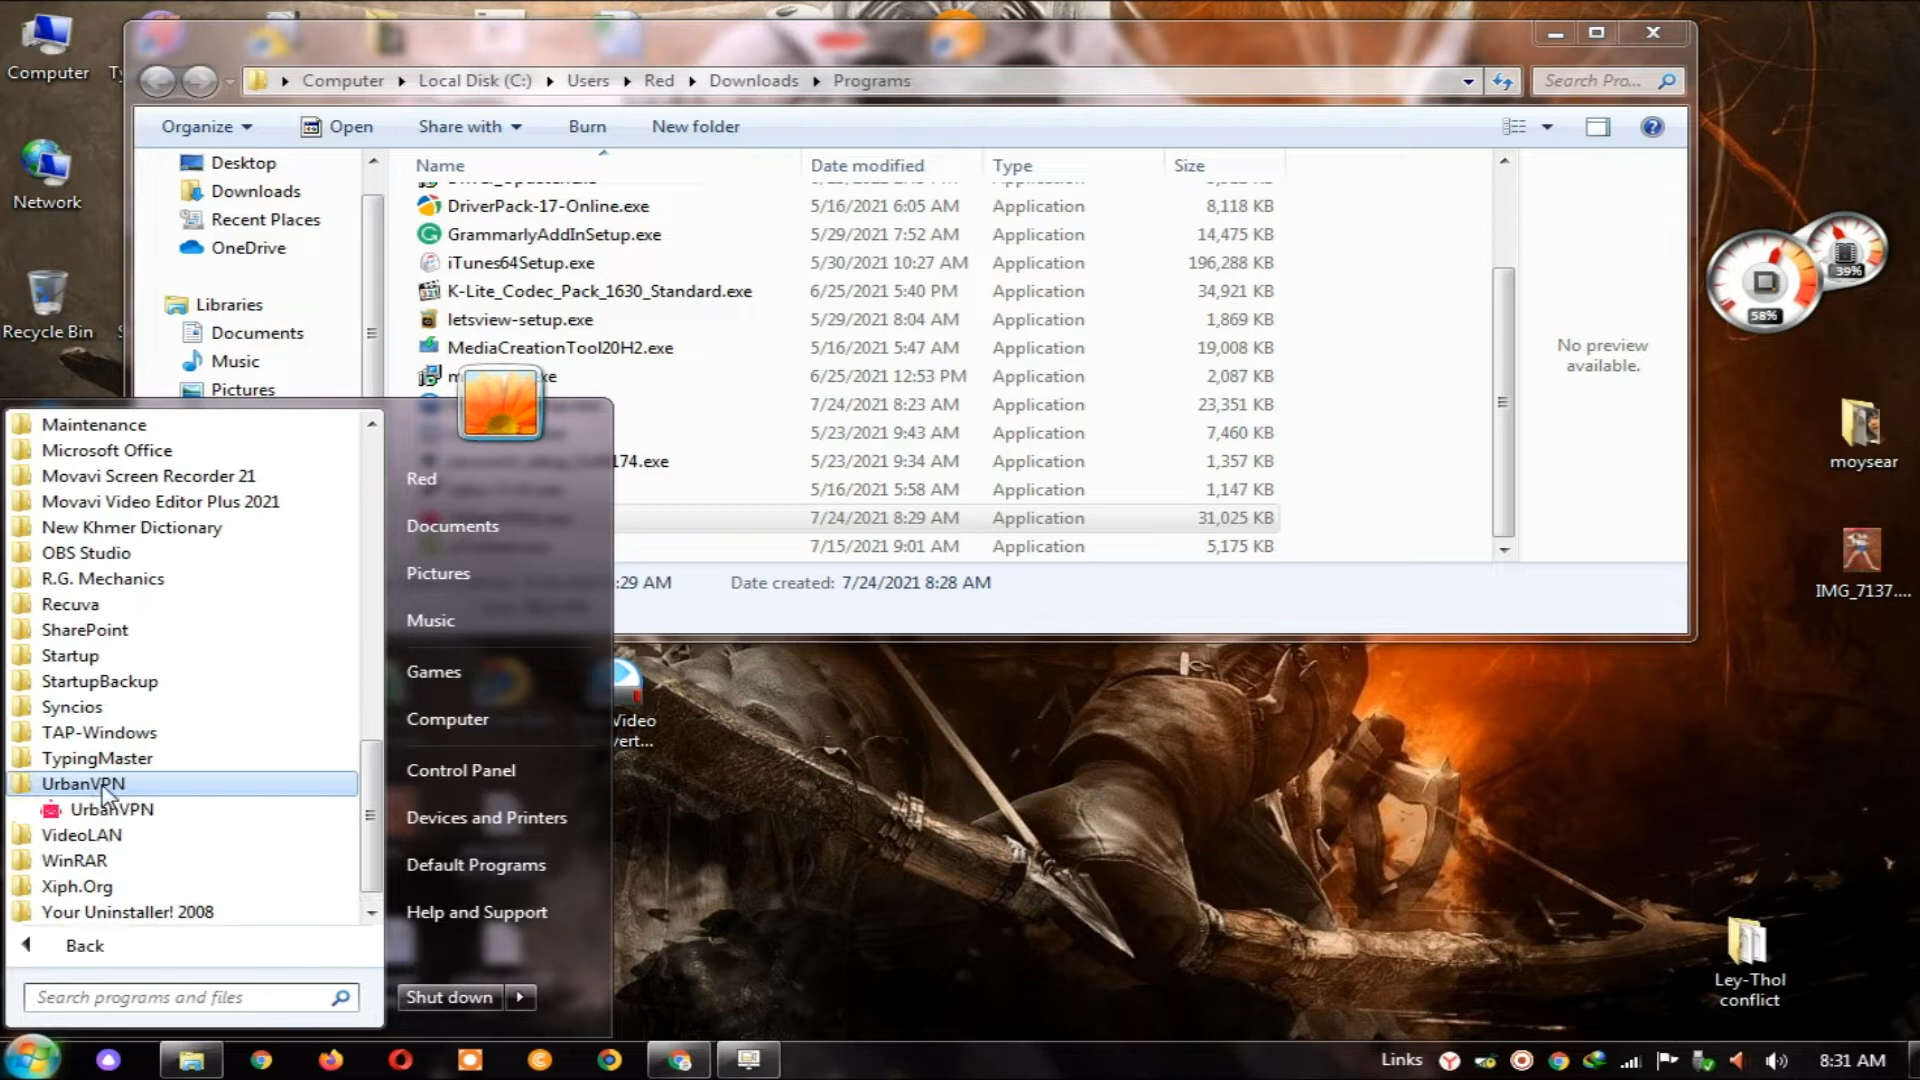 Computer
Network
Recycle Bin
Computer
Local Disk (C:)
Users
Red
Downloads
Programs
Search Pro...
Organize
Open
Share with
Burn
New folder
Desktop
Downloads
Recent Places
OneDrive
Libraries
Documents
Music
Pictures
Name Date modified Type Size
DriverPack-17-Online.exe 5/16/2021 6:05 AM Application 8,118 KB
GrammarlyAddInSetup.exe 5/29/2021 7:52 AM Application 14,475 KB
iTunes64Setup.exe 5/30/2021 10:27 AM Application 196,288 KB
K-Lite_Codec_Pack_1630_Standard.exe 6/25/2021 5:40 PM Application 34,921 KB
letsview-setup.exe 5/29/2021 8:04 AM Application 1,869 KB
MediaCreationTool20H2.exe 5/16/2021 5:47 AM Application 19,008 KB
6/25/2021 12:53 PM Application 2,087 KB
7/24/2021 8:23 AM Application 23,351 KB
5/23/2021 9:43 AM Application 7,460 KB
174.exe 5/23/2021 9:34 AM Application 1,357 KB
5/16/2021 5:58 AM Application 1,147 KB
7/24/2021 8:29 AM Application 31,025 KB
7/15/2021 9:01 AM Application 5,175 KB
:29 AM Date created: 7/24/2021 8:28 AM
No preview
available.
39%
58%
moysear
IMG_7137....
Ley-Thol
conflict
Maintenance
Microsoft Office
Movavi Screen Recorder 21
Movavi Video Editor Plus 2021
New Khmer Dictionary
OBS Studio
R.G. Mechanics
Recuva
SharePoint
Startup
StartupBackup
Syncios
TAP-Windows
TypingMaster
UrbanVPN
UrbanVPN
VideoLAN
WinRAR
Xiph.Org
Your Uninstaller! 2008
Back
Search programs and files
Red
Documents
Pictures
Music
Games
Computer
Control Panel
Devices and Printers
Default Programs
Help and Support
Shut down
Video
vert...
Links
8:31 AM